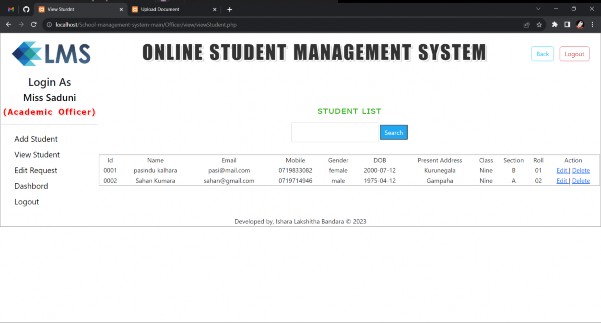 View Student
Upload Document
localhost/School-management-system-main/Officer/view/viewStudent.php
LMS
ONLINE STUDENT MANAGEMENT SYSTEM
Back
Logout
Login As
Miss Saduni
(Academic Officer)
Add Student
View Student
Edit Request
Dashbord
Logout
STUDENT LIST
Search
Id Name Email Mobile Gender DOB Present Address Class Section Roll Action
0001 pasindu kalhara pasi@mail.com 0719833082 female 2000-07-12 Kurunegala Nine B 01 Edit | Delete
0002 Sahan Kumara sahan@gmail.com 0719714946 male 1975-04-12 Gampaha Nine A 02 Edit | Delete
Developed by. Ishara Lakshitha Bandara © 2023